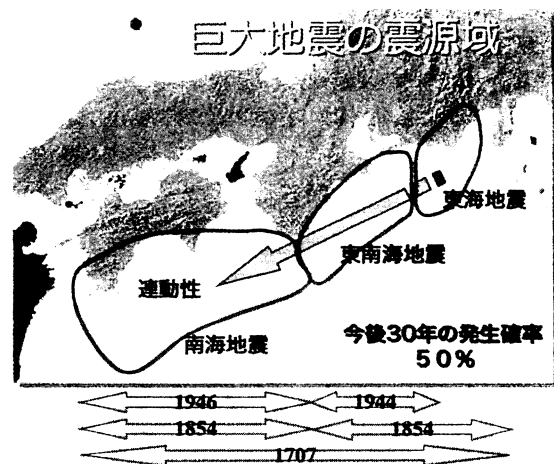 巨大地震の震源域
東海地震
東南海地震
連動性
南海地震
今後30年の発生確率
50%
1946 1944
1854 1854
1707